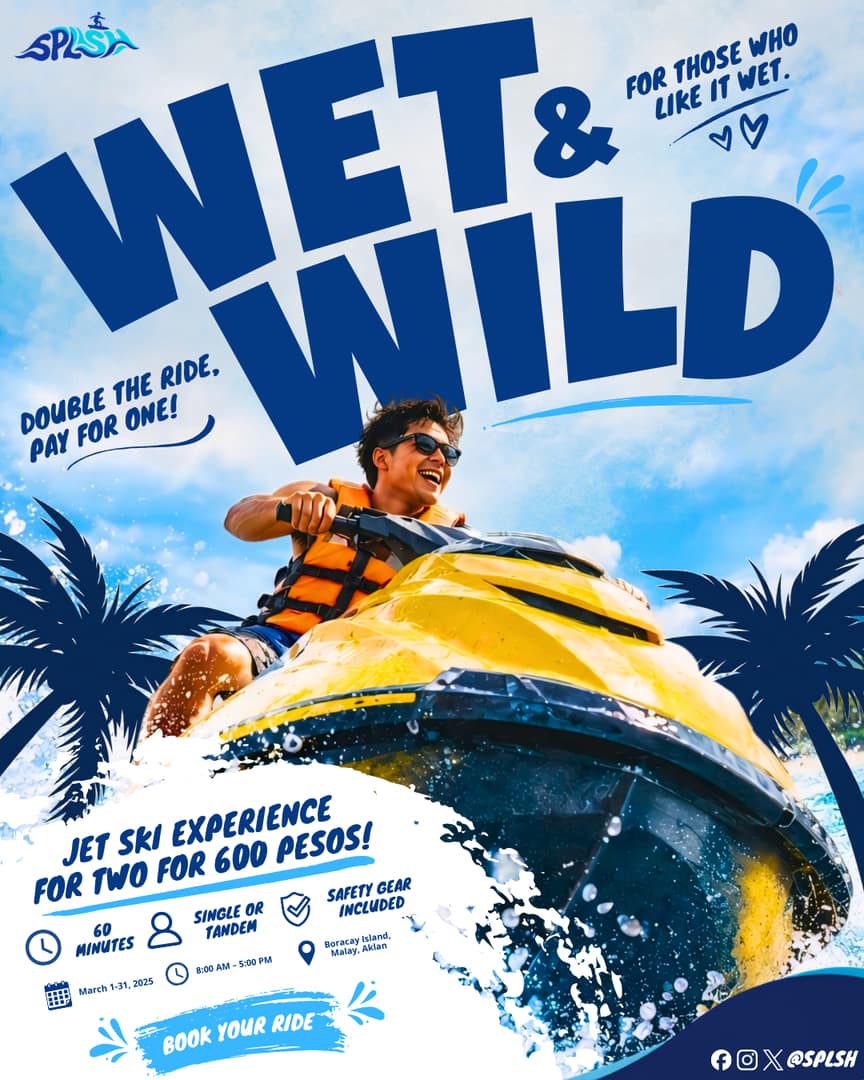 SPLSH
WET &
WILD
FOR THOSE WHO
LIKE IT WET.
DOUBLE THE RIDE,
PAY FOR ONE!
JET SKI EXPERIENCE
FOR TWO FOR 600 PESOS!
60
MINUTES
SINGLE OR
TANDEM
SAFETY GEAR
INCLUDED
March 1-31, 2025
8:00 AM – 5:00 PM
Boracay Island,
Malay, Aklan
BOOK YOUR RIDE
@SPLSH